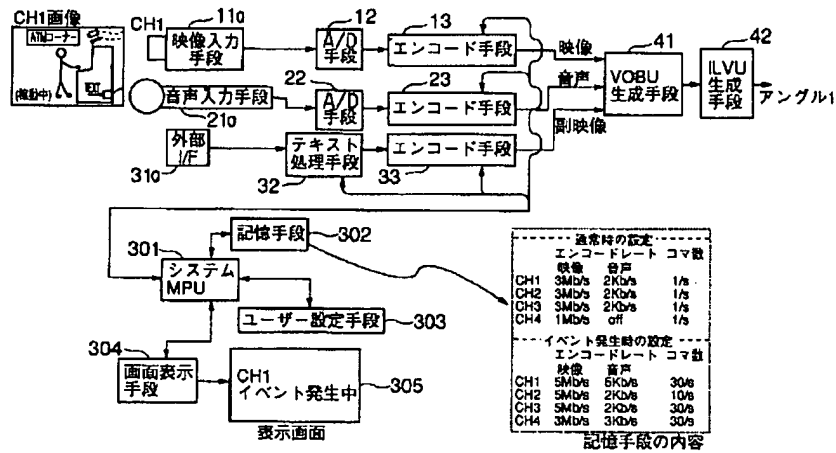 CH1画像
ATMコーナー
(稼動中)
EXIT
CH1
11a
映像入力
手段
12
A/D
手段
13
エンコード手段
映像
音声入力手段
21a
22
A/D
手段
23
エンコード手段
音声
外部
I/F
31a
テキスト
処理手段
32
エンコード手段
33
副映像
41
VOBU
生成手段
42
ILVU
生成
手段
アングル1
301
システム
MPU
記憶手段
302
ユーザー設定手段
303
304
画面表示
手段
CH1
イベント発生中
305
表示画面
通常時の設定
エンコードレート コマ数
映像 音声
CH1 3Mb/s 2Kb/s 1/s
CH2 3Mb/s 2Kb/s 1/s
CH3 3Mb/s 2Kb/s 1/s
CH4 1Mb/s off 1/s
イベント発生時の設定
エンコードレート コマ数
映像 音声
CH1 5Mb/s 6Kb/s 30/s
CH2 5Mb/s 2Kb/s 10/s
CH3 5Mb/s 2Kb/s 30/s
CH4 3Mb/s 3Kb/s 30/s
記憶手段の内容